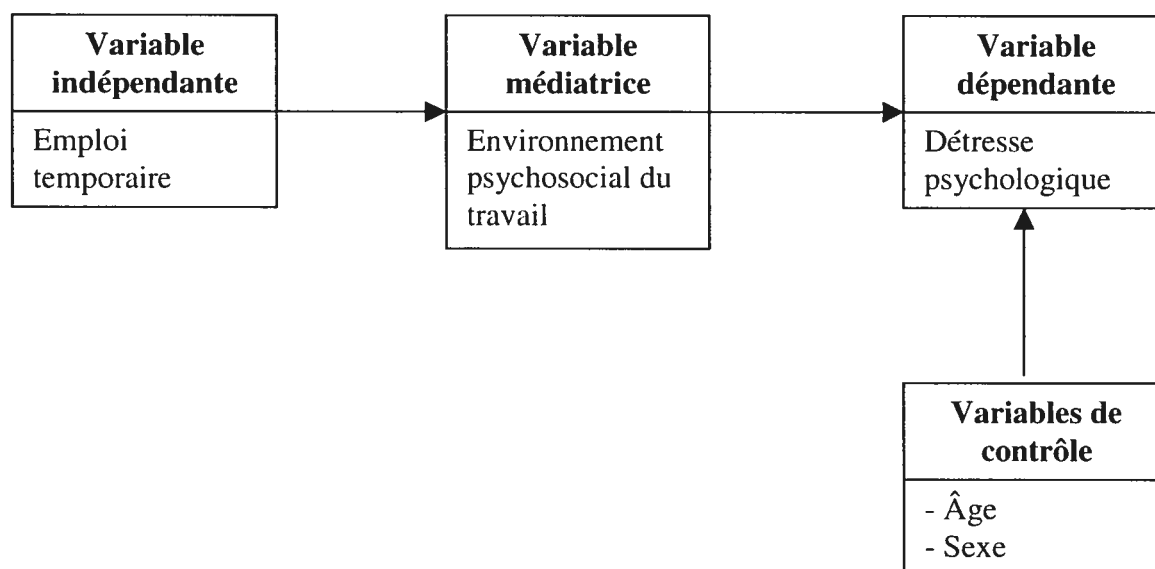 Variable
indépendante
Emploi
temporaire
Variable
médiatrice
Environnement
psychosocial du
travail
Variable
dépendante
Détresse
psychologique
Variables de
contrôle
- Âge
- Sexe